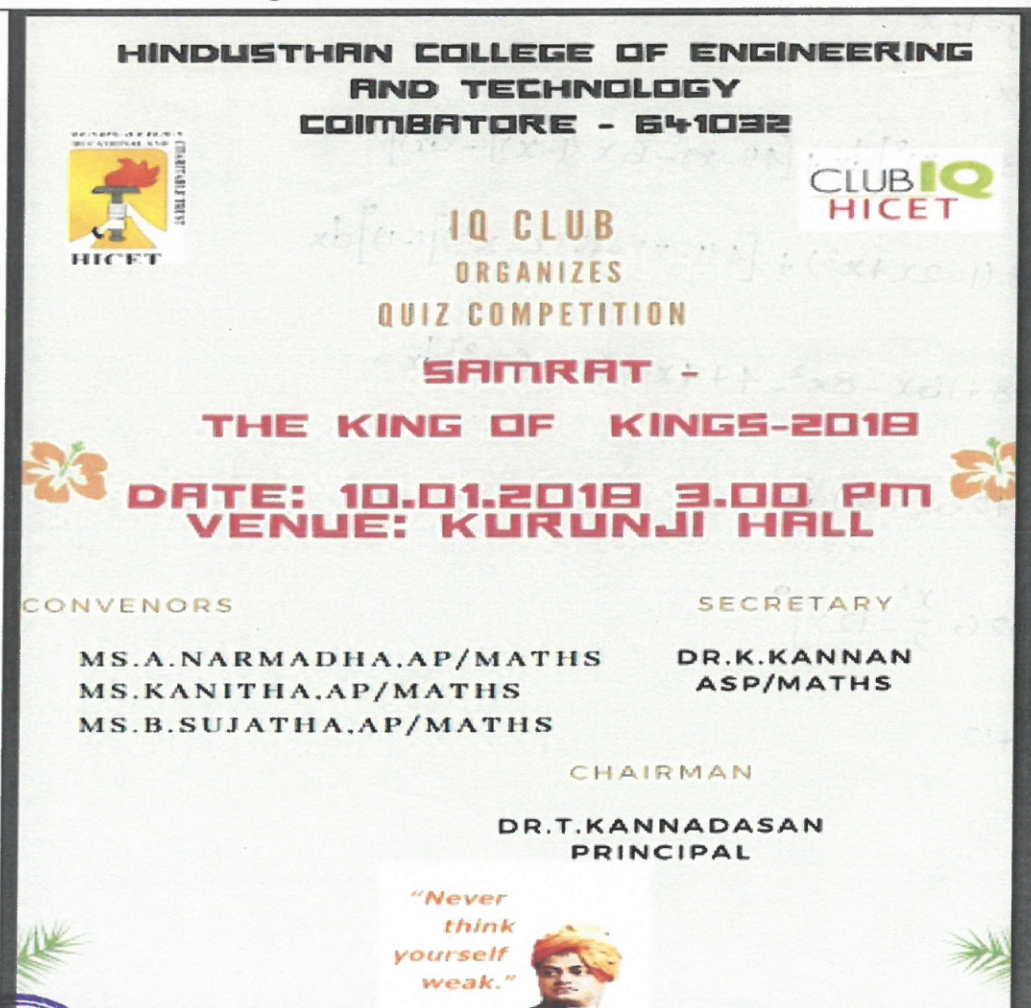 HINDUSTHAN COLLEGE OF ENGINEERING
AND TECHNOLOGY
COIMBATORE - 641032
CHARITABLE TRUST
HICET
CLUB IQ
HICET
IQ CLUB
ORGANIZES
QUIZ COMPETITION
SAMRAT -
THE KING OF KINGS-2018
DATE: 10.01.2018 3.00 PM
VENUE: KURUNJI HALL
CONVENORS
MS.A.NARMADHA.AP/MATHS
MS.KANITHA.AP/MATHS
MS.B.SUJATHA.AP/MATHS
SECRETARY
DR.K.KANNAN
ASP/MATHS
CHAIRMAN
DR.T.KANNADASAN
PRINCIPAL
"Never
think
yourself
weak."